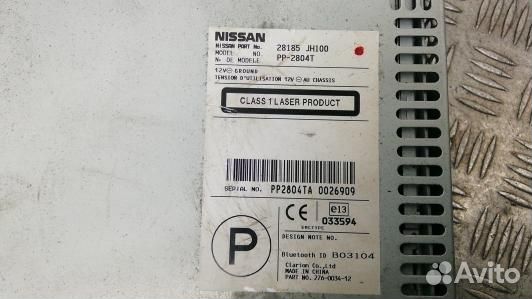 NISSAN
NISSAN PART No. 28185 JH100
MODEL NO. PP-2804T
No DE MODELE
12V ⊖ GROUND
TENSION D'UTILISATION 12V ⊖ AU CHASSIS
CLASS 1 LASER PRODUCT
SERIAL NO. PP2804TA 0026909
P
CE
e13
033594
EMCTYPE
DESIGN NOTE NO.
Bluetooth ID B03104
Clarion Co.,Ltd
MADE IN CHINA
PART NO. 276-0034-12
Avito